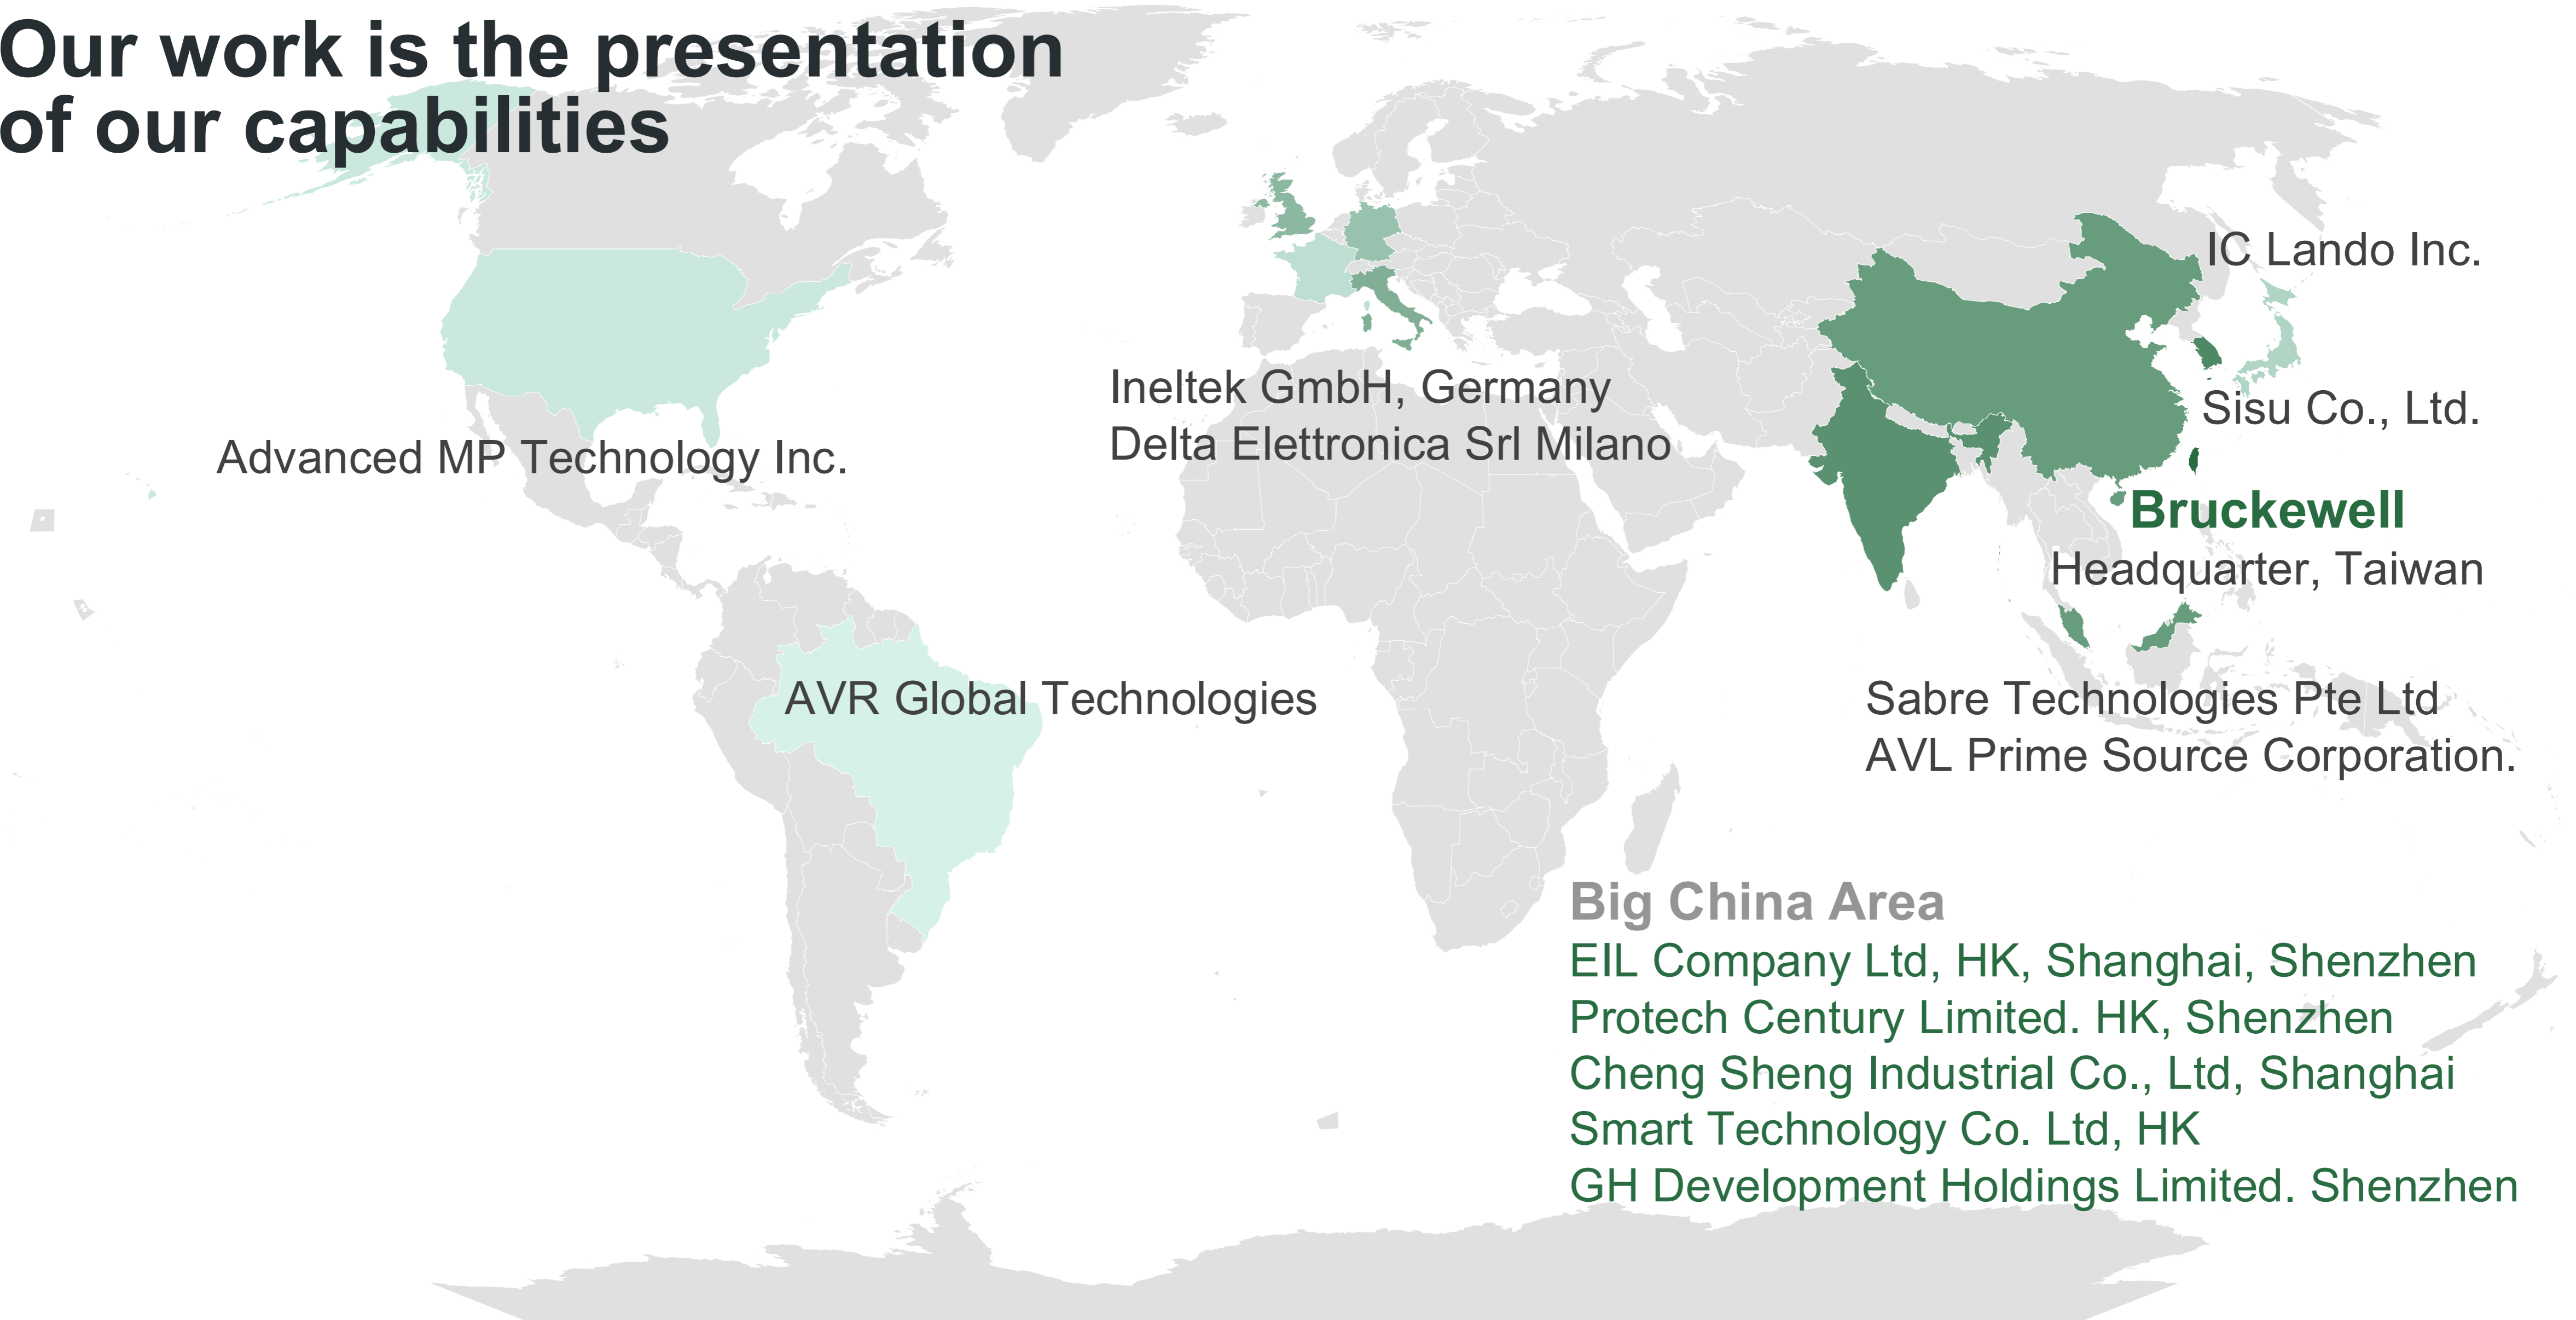 Our work is the presentation
of our capabilities
IC Lando Inc.
Ineltek GmbH, Germany
Sisu Co., Ltd.
Delta Elettronica Srl Milano
Advanced MP Technology Inc.
Bruckewell
Headquarter, Taiwan
AVR Global Technologies
Sabre Technologies Pte Ltd
AVL Prime Source Corporation.
Big China Area
EIL Company Ltd, HK, Shanghai, Shenzhen
Protech Century Limited. HK, Shenzhen
Cheng Sheng Industrial Co., Ltd, Shanghai
Smart Technology Co. Ltd, HK
GH Development Holdings Limited. Shenzhen